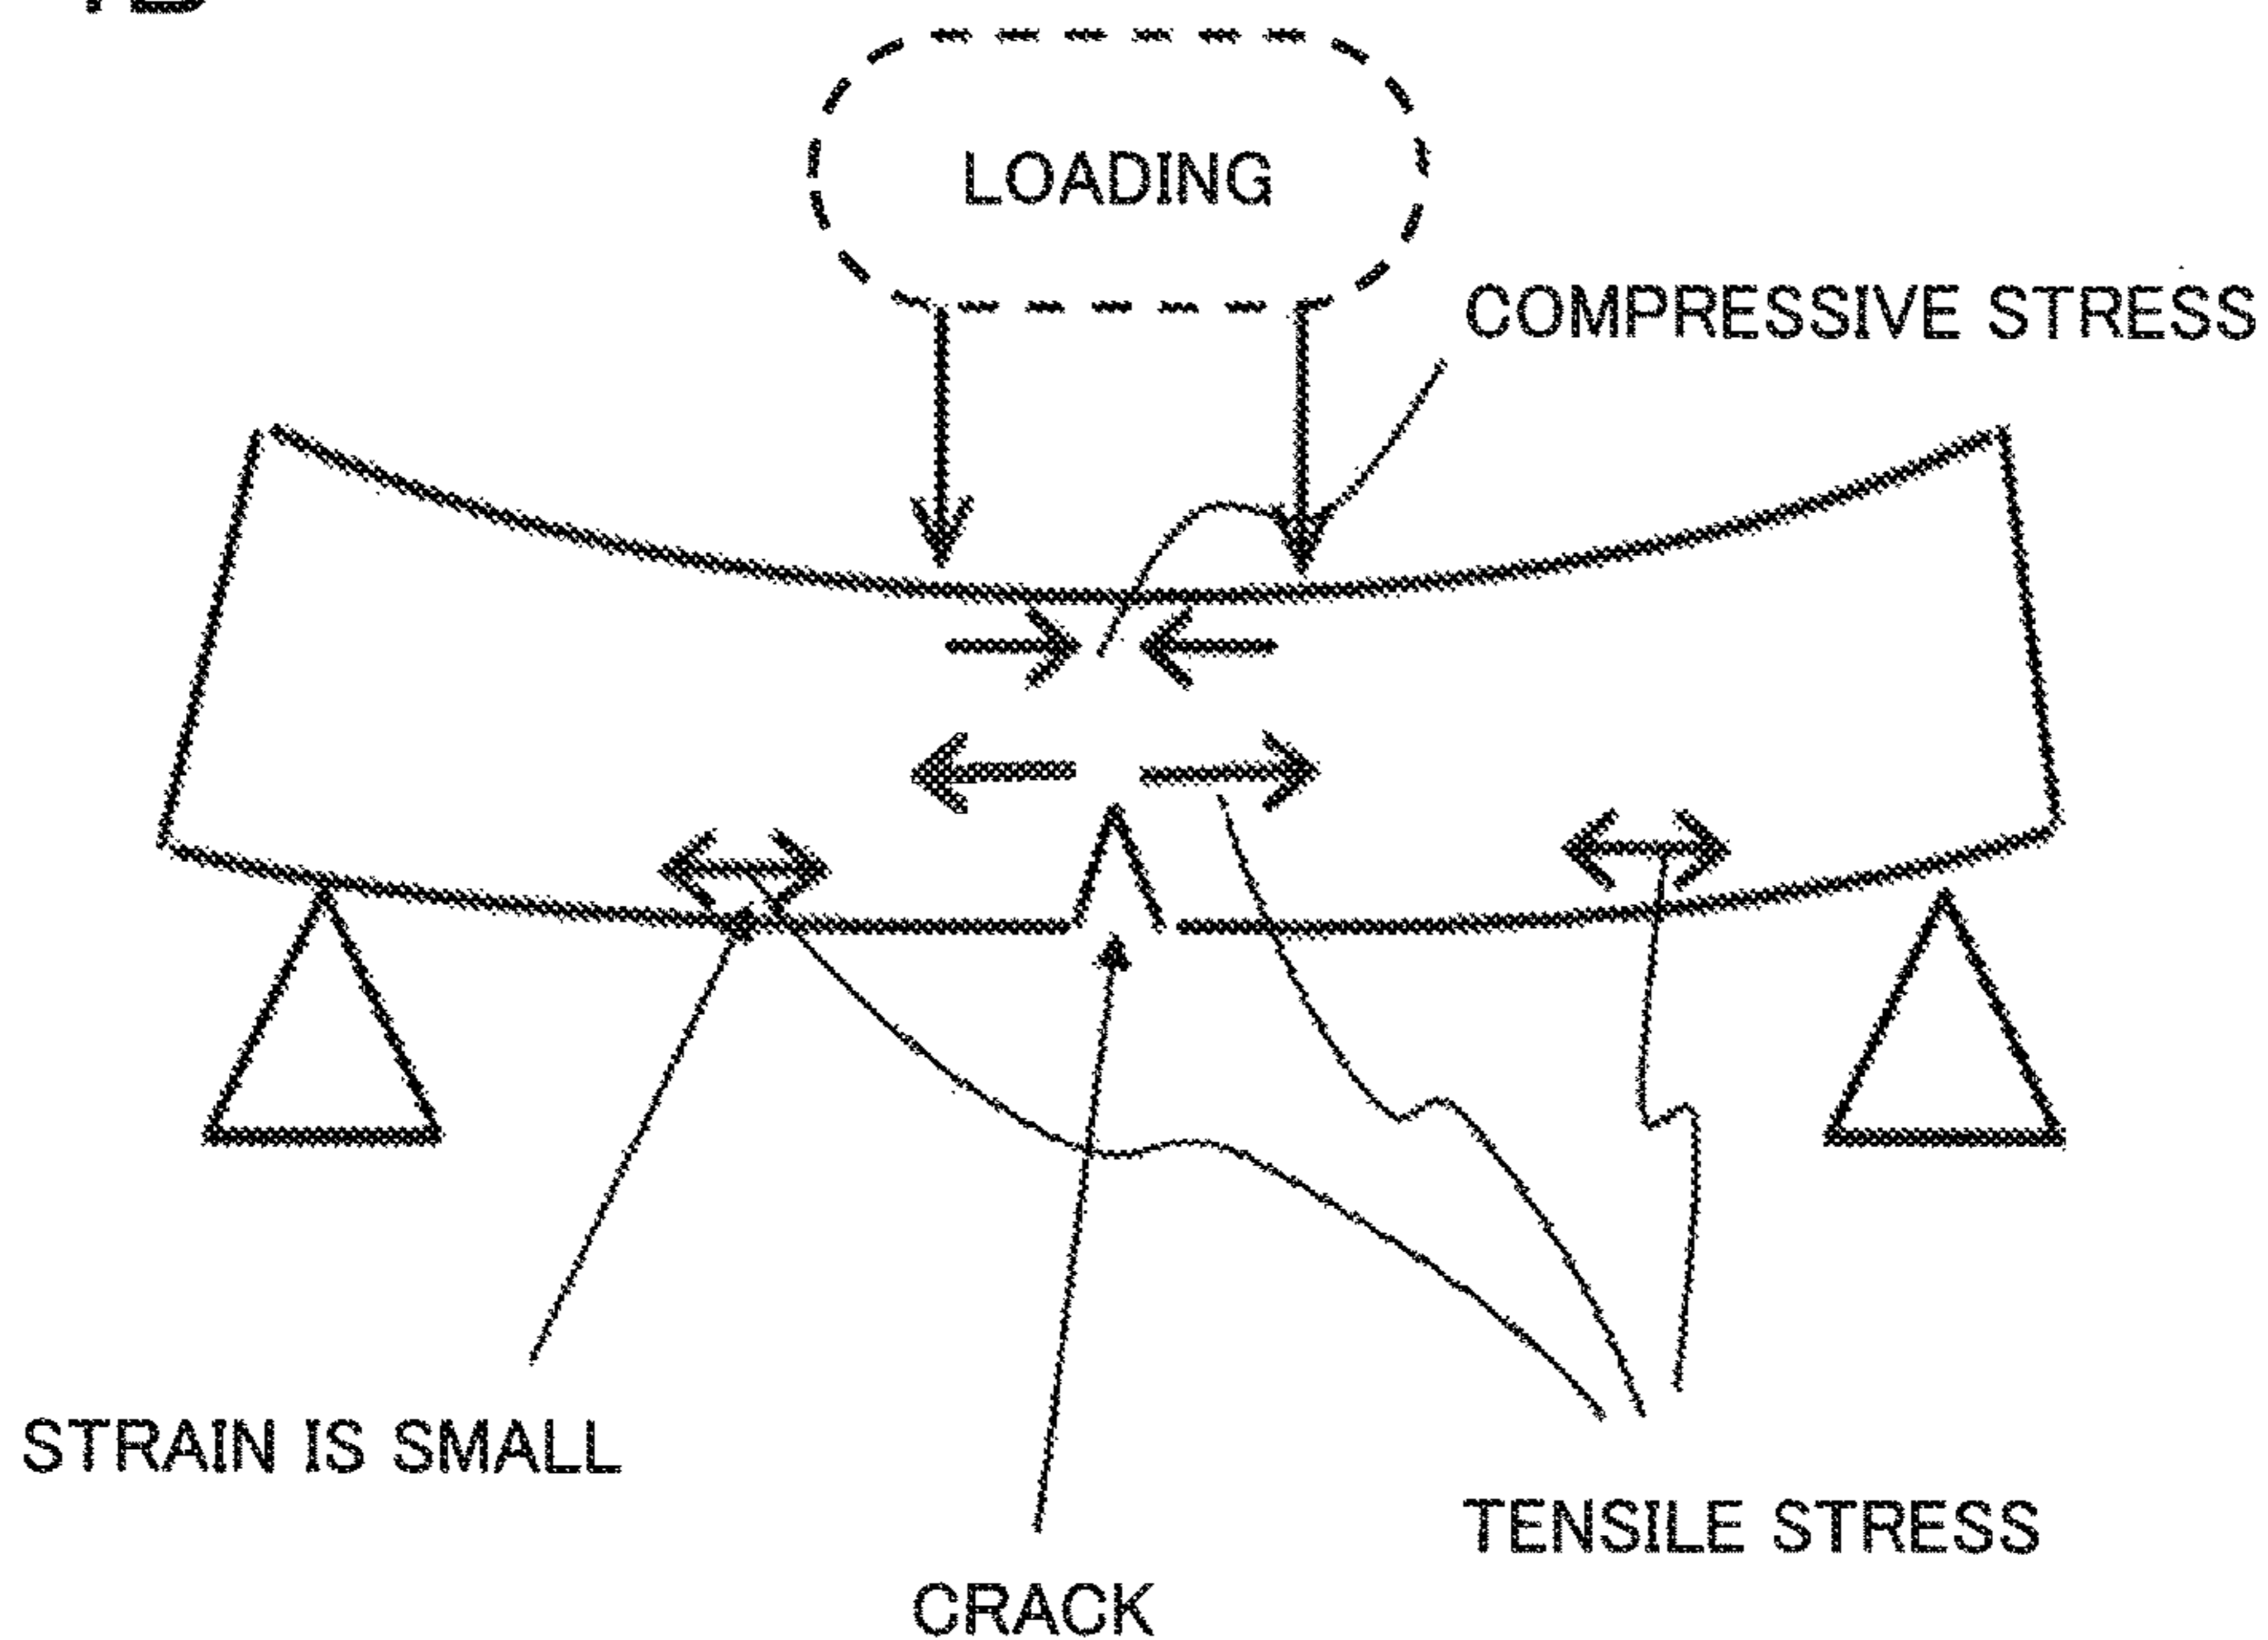 LOADING
COMPRESSIVE STRESS
STRAIN IS SMALL
TENSILE STRESS
CRACK